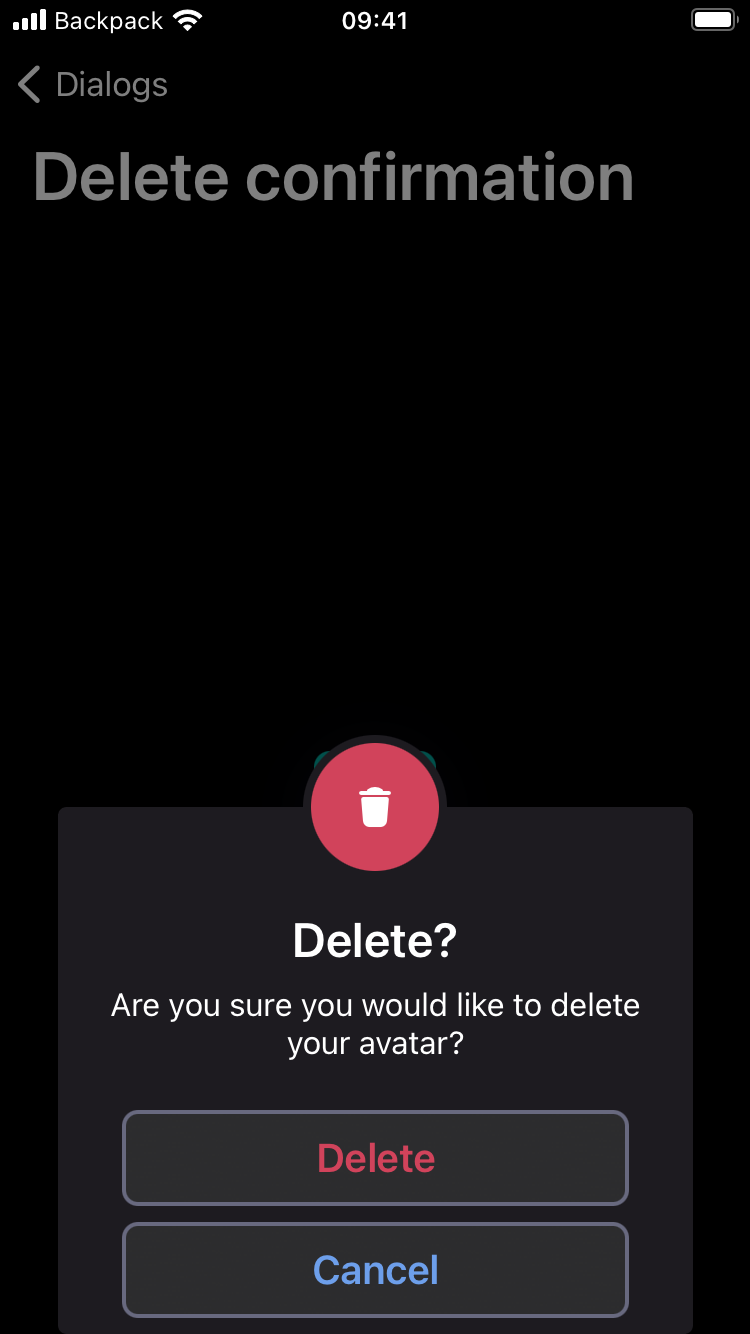 Backpack 09:41
Dialogs
Delete confirmation
Delete?
Are you sure you would like to delete
your avatar?
Delete
Cancel